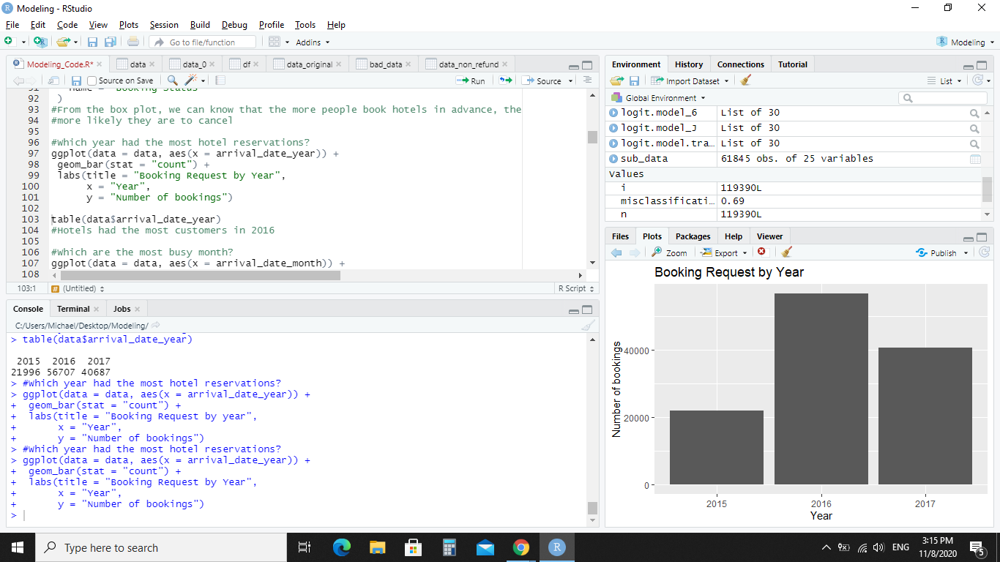 Modeling - RStudio
File Edit Code View Plots Session Build Debug Profile Tools Help
Go to file/function Addins Modeling
Modeling_Code.R* data data_0 df data_original bad_data data_non_refund
Source on Save Run Source
91 name = "Booking Status"
92 )
93 #From the box plot, we can know that the more people book hotels in advance, the
94 #more likely they are to cancel
95
96 #Which year had the most hotel reservations?
97 ggplot(data = data, aes(x = arrival_date_year)) +
98 geom_bar(stat = "count") +
99 labs(title = "Booking Request by Year",
100 x = "Year",
101 y = "Number of bookings")
102
103 table(data$arrival_date_year)
104 #Hotels had the most customers in 2016
105
106 #Which are the most busy month?
107 ggplot(data = data, aes(x = arrival_date_month)) +
108
103:1 # (Untitled) R Script
Console Terminal Jobs
C:/Users/Michael/Desktop/Modeling/
> table(data$arrival_date_year)
2015 2016 2017
21996 56707 40687
> #Which year had the most hotel reservations?
> ggplot(data = data, aes(x = arrival_date_year)) +
+ geom_bar(stat = "count") +
+ labs(title = "Booking Request by year",
+ x = "Year",
+ y = "Number of bookings")
> #Which year had the most hotel reservations?
> ggplot(data = data, aes(x = arrival_date_year)) +
+ geom_bar(stat = "count") +
+ labs(title = "Booking Request by Year",
+ x = "Year",
+ y = "Number of bookings")
>
Environment History Connections Tutorial
Import Dataset List
Global Environment
logit.model_6 List of 30
logit.model_J List of 30
logit.model.tra… List of 30
sub_data 61845 obs. of 25 variables
Values
i 119390L
misclassificati… 0.69
n 119390L
Files Plots Packages Help Viewer
Zoom Export Publish
Booking Request by Year
Number of bookings
40000
20000
0
2015 2016 2017
Year
Type here to search
ENG
3:15 PM
11/8/2020
5